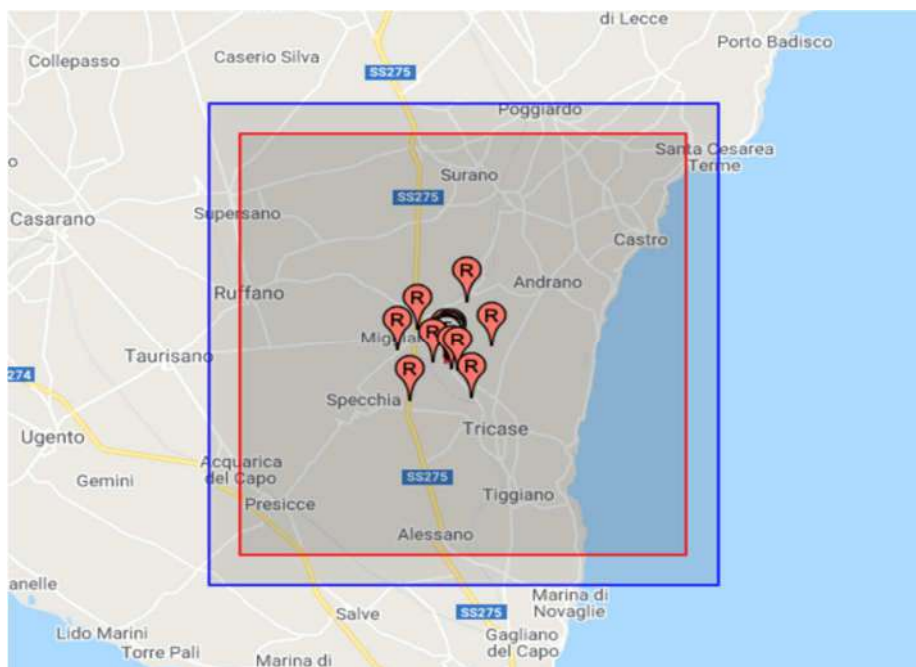 di Lecce
Porto Badisco
Collepasso
Caserio Silva
SS275
Poggiardo
Santa Cesarea
Terme
Surano
SS275
Casarano
Supersano
Castro
Andrano
R
Ruffano
R
R
R
Miggiar
R
R
Taurisano
R
R
274
Specchia
Tricase
Ugento
Acquarica
del Capo
Gemini
SS275
Tiggiano
Presicce
Alessano
anelle
Marina di
Novaglie
Salve
SS275
Lido Marini
Gagliano
del Capo
Torre Pali
Marina di